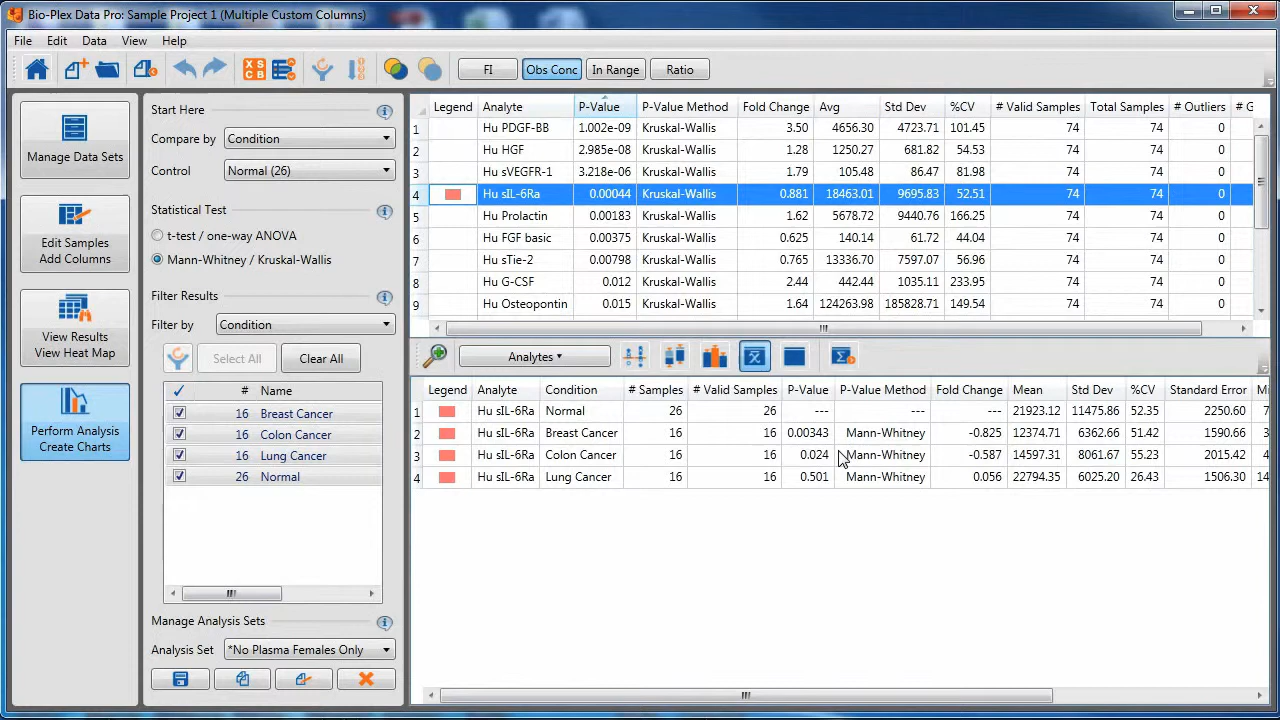 Bio-Plex Data Pro: Sample Project 1 (Multiple Custom Columns)
File Edit Data View Help
XS CB FI Obs Conc In Range Ratio
Manage Data Sets
Edit Samples
Add Columns
View Results
View Heat Map
Perform Analysis
Create Charts
Start Here
Compare by Condition
Control Normal (26)
Statistical Test
t-test / one-way ANOVA
Mann-Whitney / Kruskal-Wallis
Filter Results
Filter by Condition
Select All Clear All
# Name
16 Breast Cancer
16 Colon Cancer
16 Lung Cancer
26 Normal
Manage Analysis Sets
Analysis Set *No Plasma Females Only
Legend Analyte P-Value P-Value Method Fold Change Avg Std Dev %CV # Valid Samples Total Samples # Outliers # G
1 Hu PDGF-BB 1.002e-09 Kruskal-Wallis 3.50 4656.30 4723.71 101.45 74 74 0
2 Hu HGF 2.985e-08 Kruskal-Wallis 1.28 1250.27 681.82 54.53 74 74 0
3 Hu sVEGFR-1 3.218e-06 Kruskal-Wallis 1.79 105.48 86.47 81.98 74 74 0
4 Hu sIL-6Ra 0.00044 Kruskal-Wallis 0.881 18463.01 9695.83 52.51 74 74 0
5 Hu Prolactin 0.00183 Kruskal-Wallis 1.62 5678.72 9440.76 166.25 74 74 0
6 Hu FGF basic 0.00375 Kruskal-Wallis 0.625 140.14 61.72 44.04 74 74 0
7 Hu sTie-2 0.00798 Kruskal-Wallis 0.765 13336.70 7597.07 56.96 74 74 0
8 Hu G-CSF 0.012 Kruskal-Wallis 2.44 442.44 1035.11 233.95 74 74 0
9 Hu Osteopontin 0.015 Kruskal-Wallis 1.64 124263.98 185828.71 149.54 74 74 0
Analytes
Legend Analyte Condition # Samples # Valid Samples P-Value P-Value Method Fold Change Mean Std Dev %CV Standard Error Mi
1 Hu sIL-6Ra Normal 26 26 --- --- --- 21923.12 11475.86 52.35 2250.60 7
2 Hu sIL-6Ra Breast Cancer 16 16 0.00343 Mann-Whitney -0.825 12374.71 6362.66 51.42 1590.66 3
3 Hu sIL-6Ra Colon Cancer 16 16 0.024 Mann-Whitney -0.587 14597.31 8061.67 55.23 2015.42 4
4 Hu sIL-6Ra Lung Cancer 16 16 0.501 Mann-Whitney 0.056 22794.35 6025.20 26.43 1506.30 14